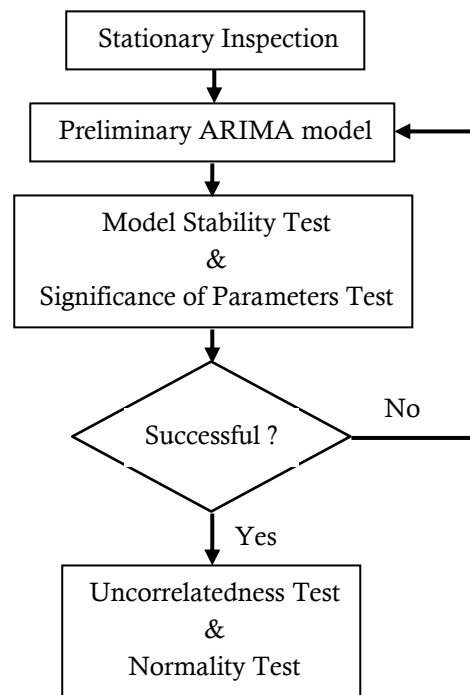 Stationary Inspection
Preliminary ARIMA model
Model Stability Test
&
Significance of Parameters Test
Successful ?
No
Yes
Uncorrelatedness Test
&
Normality Test